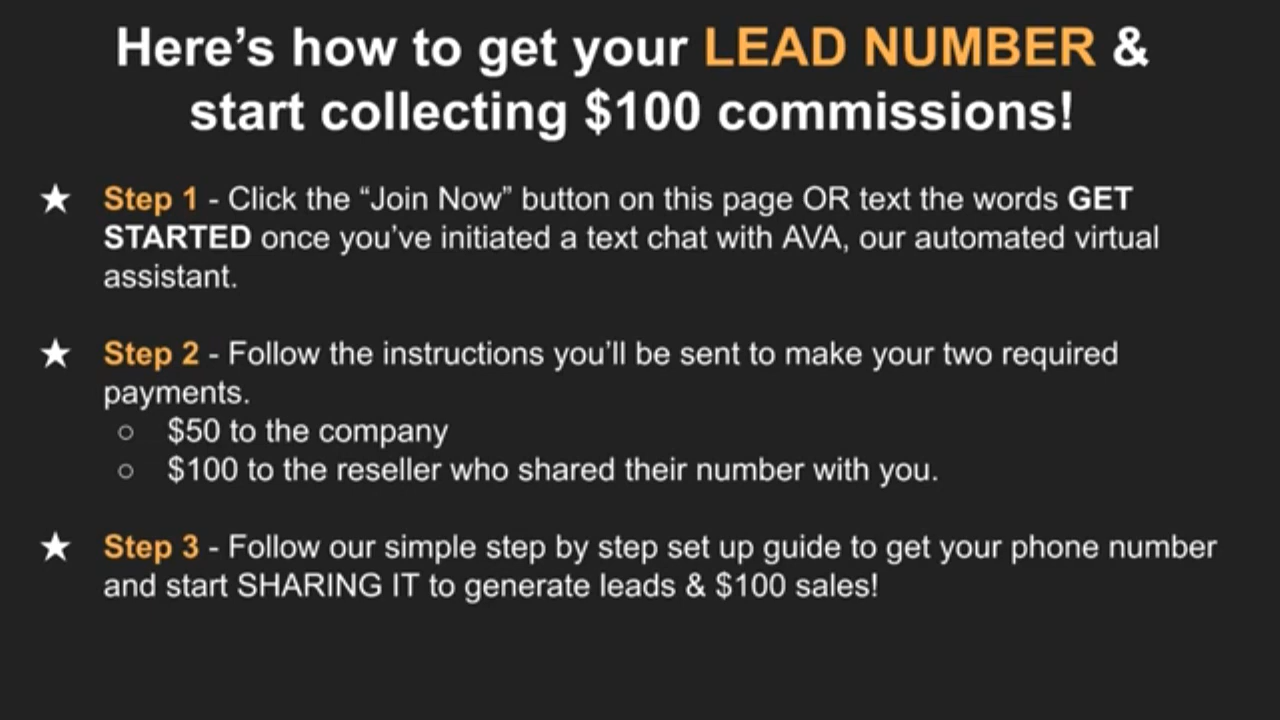 Here’s how to get your LEAD NUMBER &
start collecting $100 commissions!
★ Step 1 - Click the “Join Now” button on this page OR text the words GET
STARTED once you’ve initiated a text chat with AVA, our automated virtual
assistant.
★ Step 2 - Follow the instructions you’ll be sent to make your two required
payments.
○ $50 to the company
○ $100 to the reseller who shared their number with you.
★ Step 3 - Follow our simple step by step set up guide to get your phone number
and start SHARING IT to generate leads & $100 sales!